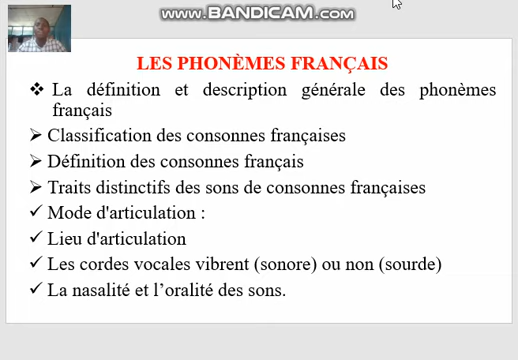 www.BANDICAM.com
LES PHONÈMES FRANÇAIS
La définition et description générale des phonèmes
français
Classification des consonnes françaises
Définition des consonnes français
Traits distinctifs des sons de consonnes françaises
Mode d'articulation :
Lieu d'articulation
Les cordes vocales vibrent (sonore) ou non (sourde)
La nasalité et l’oralité des sons.